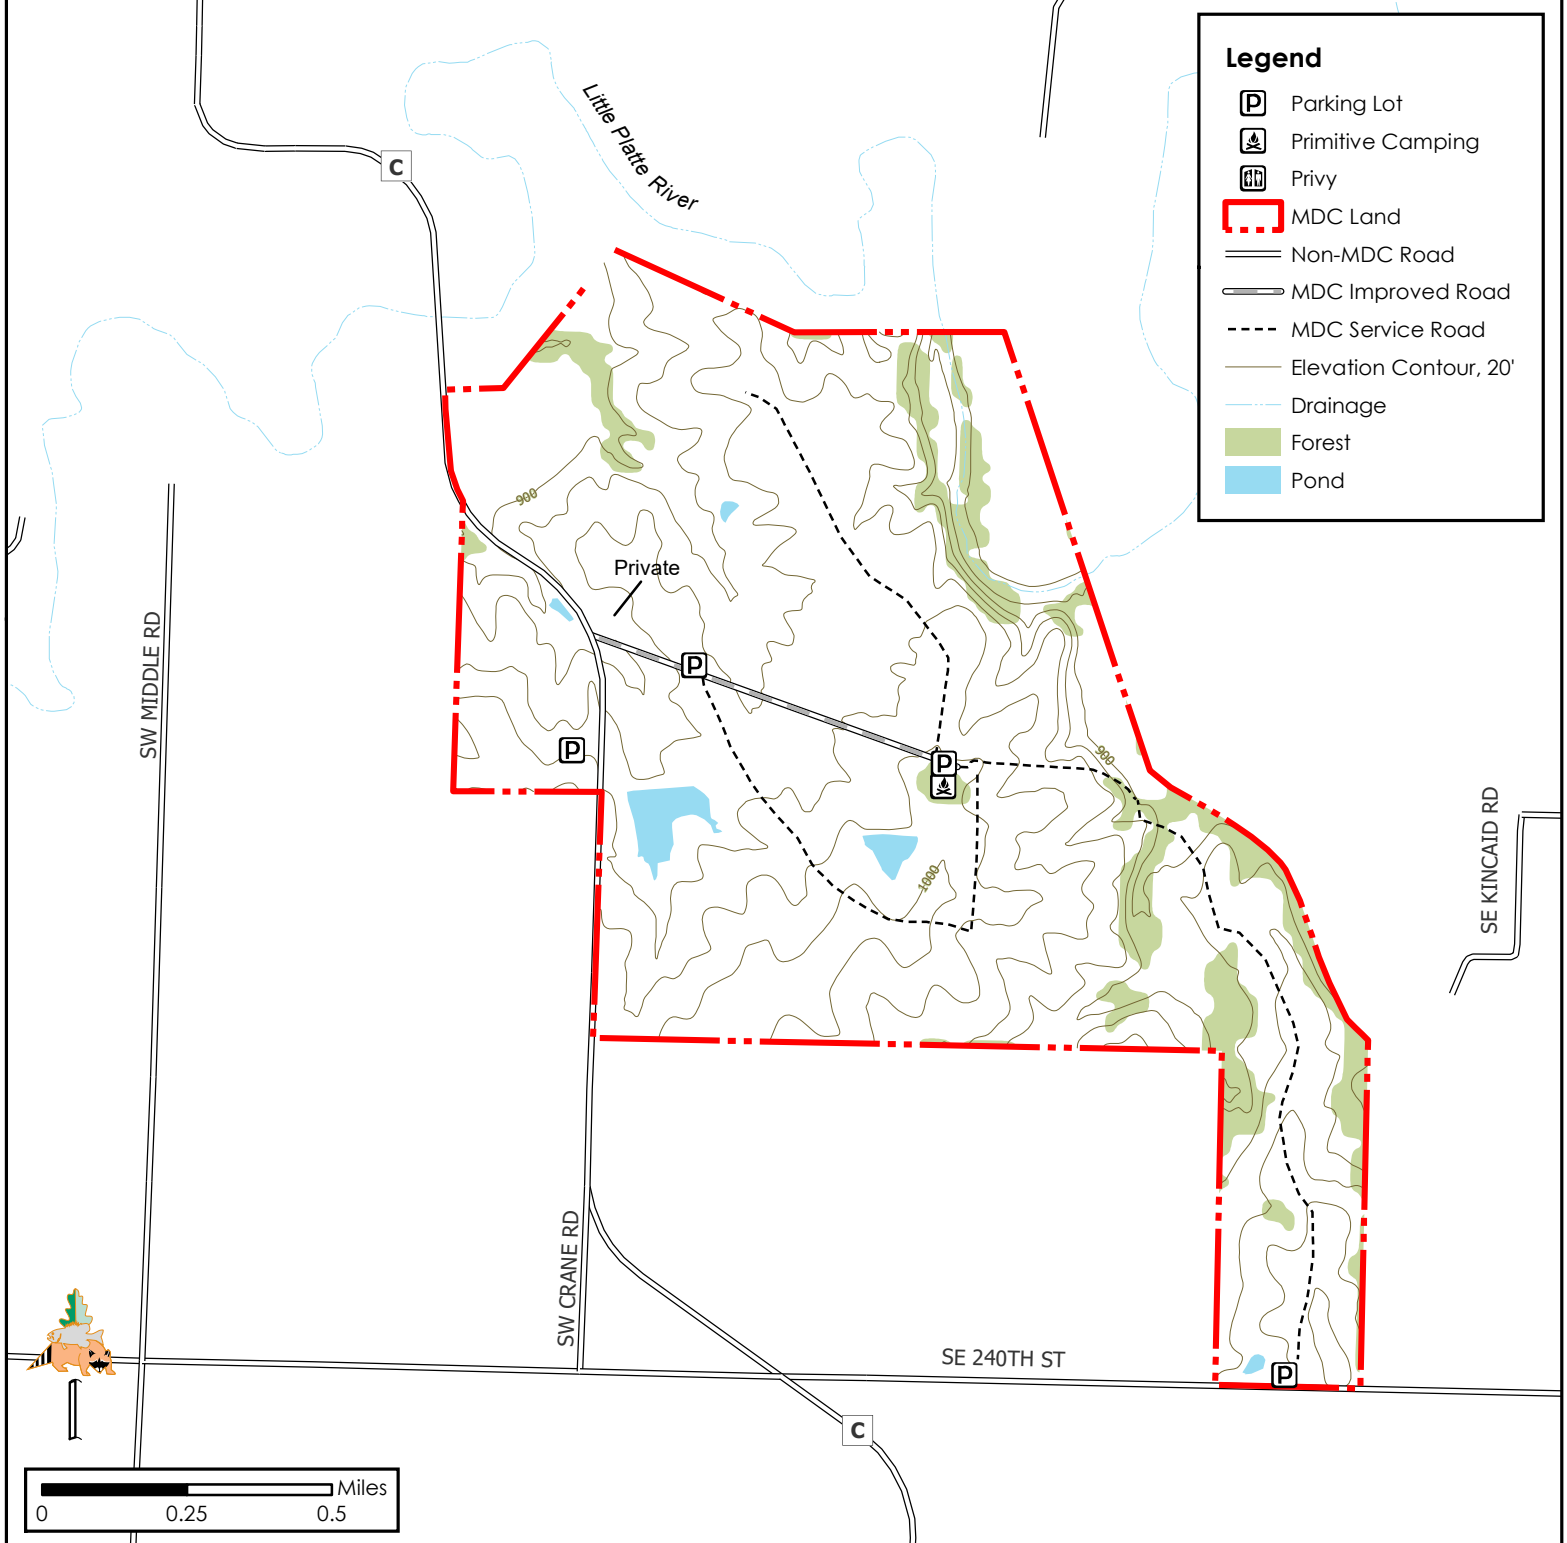 Legend
P Parking Lot
Primitive Camping
Privy
MDC Land
Non-MDC Road
MDC Improved Road
MDC Service Road
Elevation Contour, 20'
Drainage
Forest
Pond
C
Little Platte River
900
Private
P
SW MIDDLE RD
P
P
900
SE KINCAID RD
1000
SW CRANE RD
SE 240TH ST
P
C
Miles
0 0.25 0.5